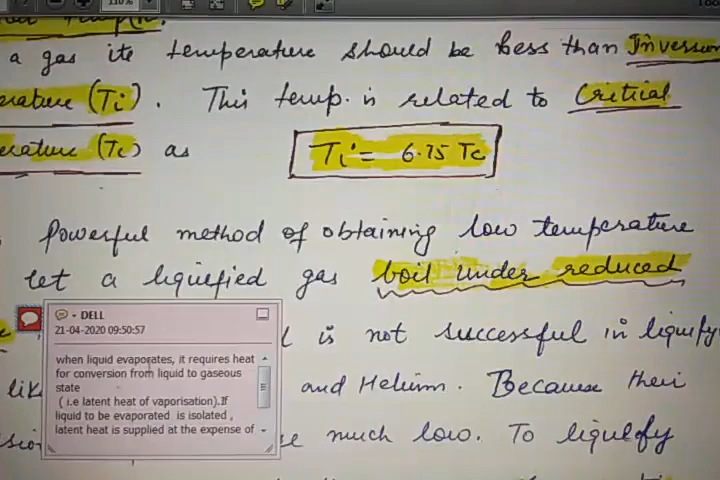 110%
a gas its temperature should be less than Inversion
erature (Ti). This temp. is related to Critical
erature (Tc) as Ti = 6.75 Tc
Powerful method of obtaining low temperature
let a liquefied gas boil under reduced
is not successful in liquify
DELL
21-04-2020 09:50:57
when liquid evaporates, it requires heat
for conversion from liquid to gaseous
state
( i.e latent heat of vaporisation).If
liquid to be evaporated is isolated ,
latent heat is supplied at the expense of
lik and Helium. Because their
much low. To liquefy